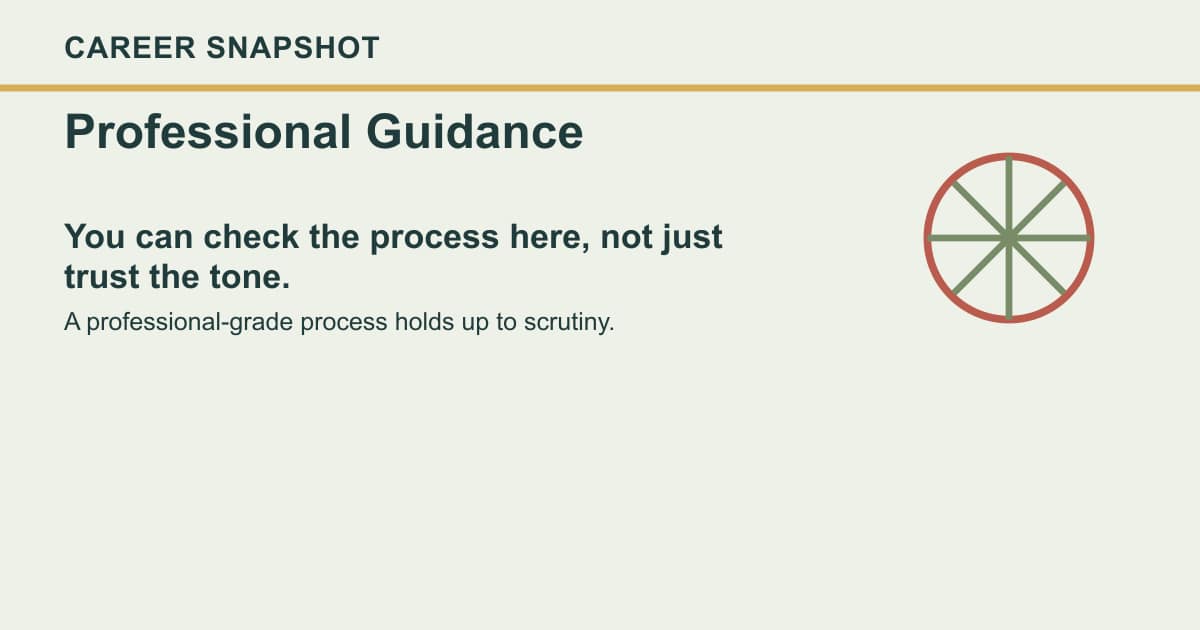 CAREER SNAPSHOT
Professional Guidance
You can check the process here, not just
trust the tone.
A professional-grade process holds up to scrutiny.